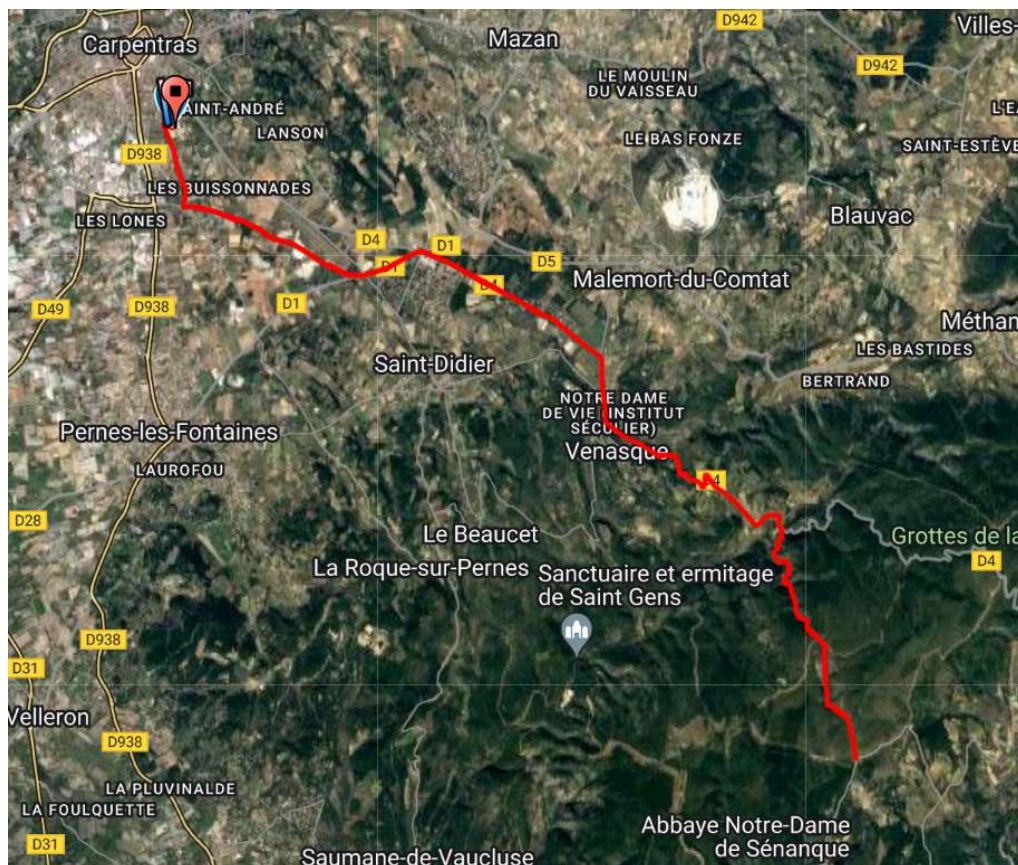 D942
Villes-
Carpentras
Mazan
LE MOULIN
DU VAISSEAU
D942
AINT-ANDRÉ
LANSON
L'E
LE BAS FONZE
SAINT-ESTÈVE
D938
LES BUISSONNADES
LES LONES
Blauvac
D4
D1
D5
D1
Malemort-du-Comtat
D4
D1
D49
D938
Méthan
LES BASTIDES
Saint-Didier
BERTRAND
NOTRE DAME
DE VIE (INSTITUT
SÉCULIER)
Pernes-les-Fontaines
Venasque
LAUROFOU
D4
D28
Le Beaucet
Grottes de la
D4
La Roque-sur-Pernes
Sanctuaire et ermitage
de Saint Gens
D938
D31
Velleron
D938
LA PLUVINALDE
LA FOULQUETTE
Abbaye Notre-Dame
de Sénanque
D31
Saumane-de-Vaucluse